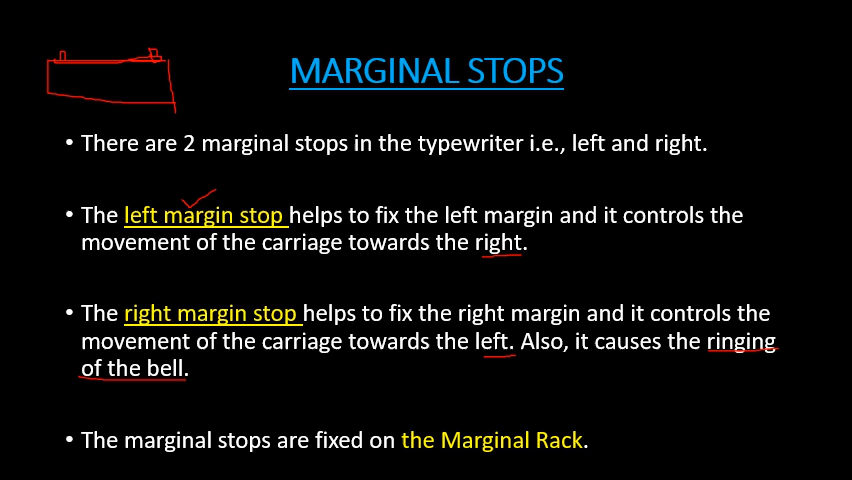 MARGINAL STOPS
• There are 2 marginal stops in the typewriter i.e., left and right.
• The left margin stop helps to fix the left margin and it controls the
movement of the carriage towards the right.
• The right margin stop helps to fix the right margin and it controls the
movement of the carriage towards the left. Also, it causes the ringing
of the bell.
• The marginal stops are fixed on the Marginal Rack.